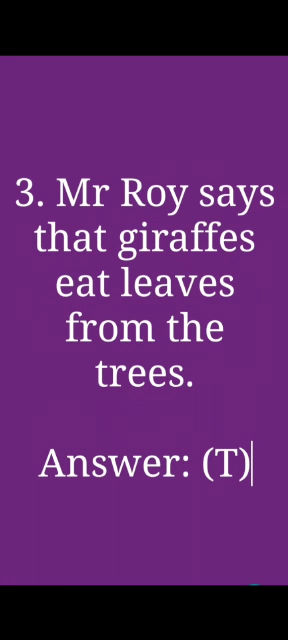 3. Mr Roy says
that giraffes
eat leaves
from the
trees.
Answer: (T)